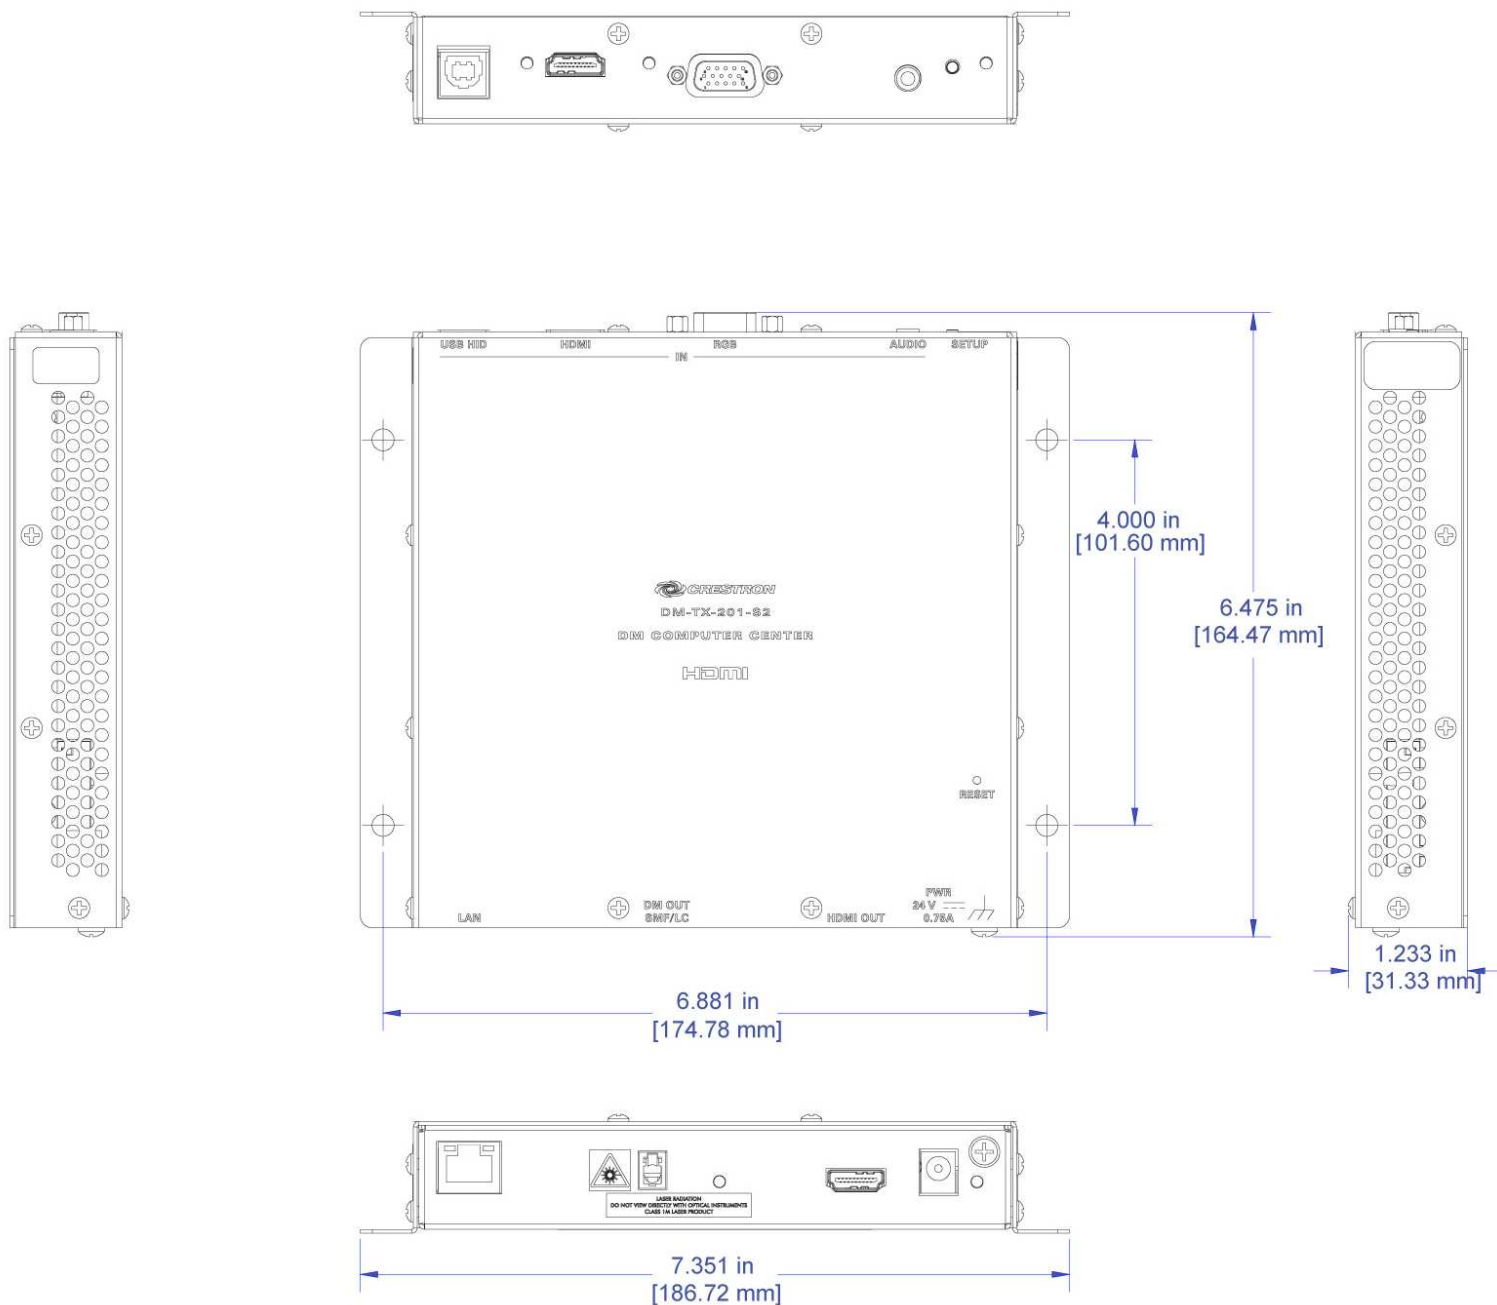 USB HID HDMI RGB AUDIO SETUP
IN
4.000 in
[101.60 mm]
CRESTRON
DM-TX-201-S2
DM COMPUTER CENTER
HDMI
6.475 in
[164.47 mm]
RESET
PWR
24 V
0.75A
DM OUT
SMF/LC
LAN
HDMI OUT
1.233 in
[31.33 mm]
6.881 in
[174.78 mm]
LASER RADIATION
DO NOT VIEW DIRECTLY WITH OPTICAL INSTRUMENTS
CLASS 1M LASER PRODUCT
7.351 in
[186.72 mm]